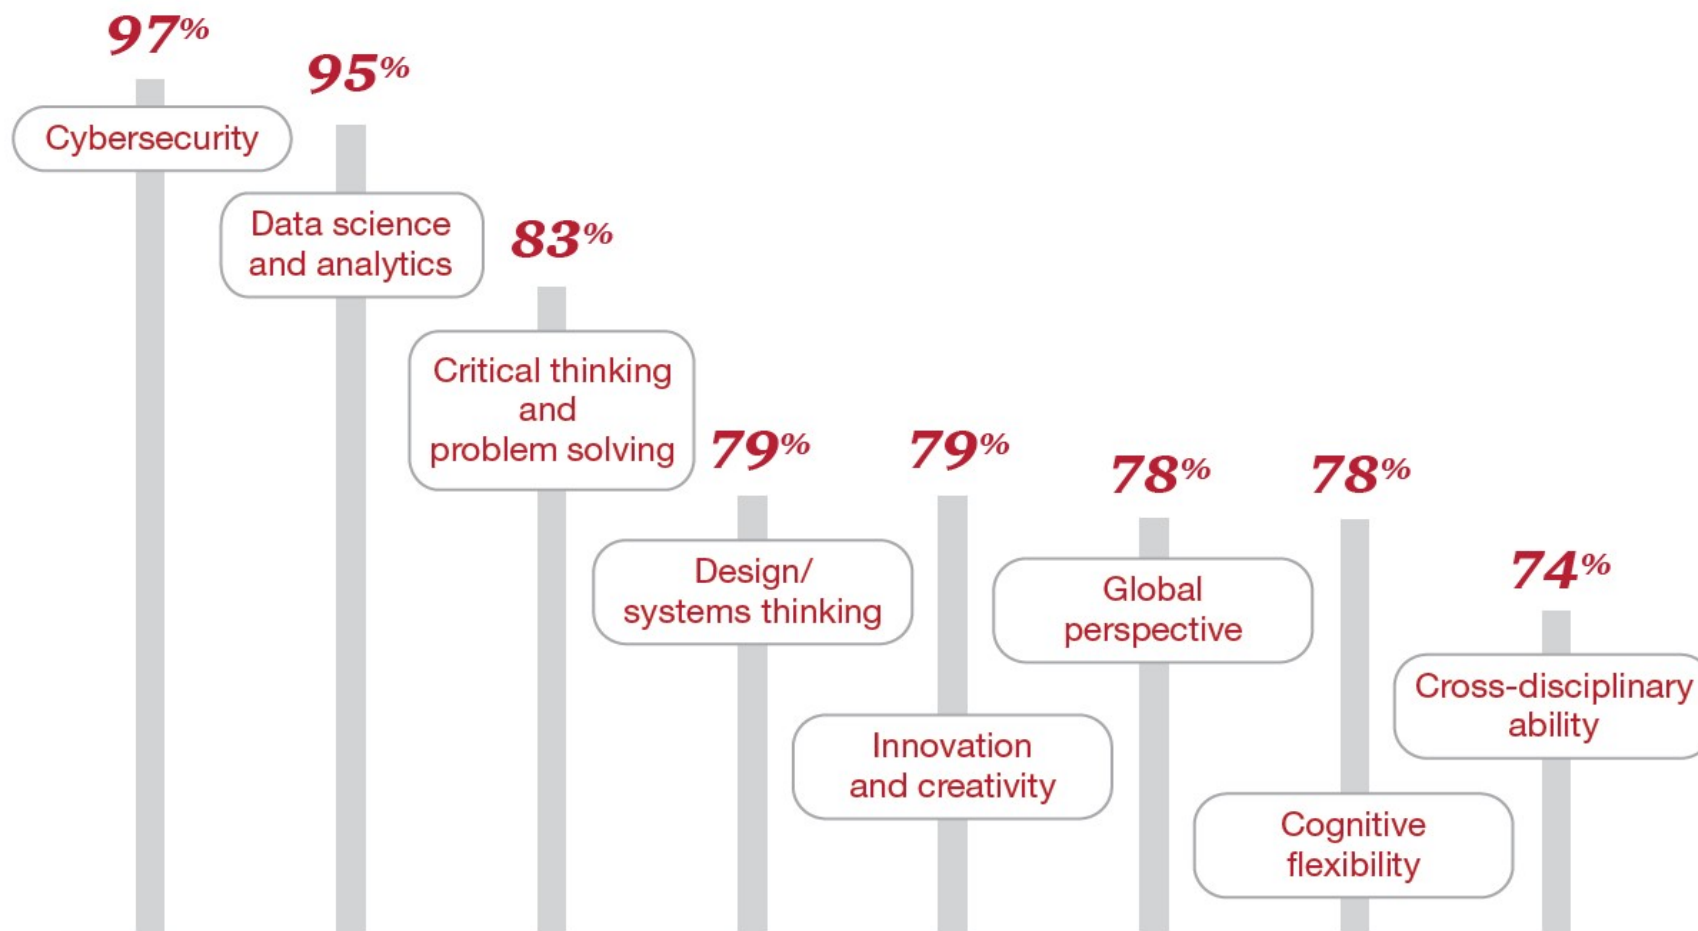 97%
Cybersecurity
95%
Data science
and analytics
83%
Critical thinking
and
problem solving
79%
Design/
systems thinking
79%
Innovation
and creativity
78%
Global
perspective
78%
Cognitive
flexibility
74%
Cross-disciplinary
ability